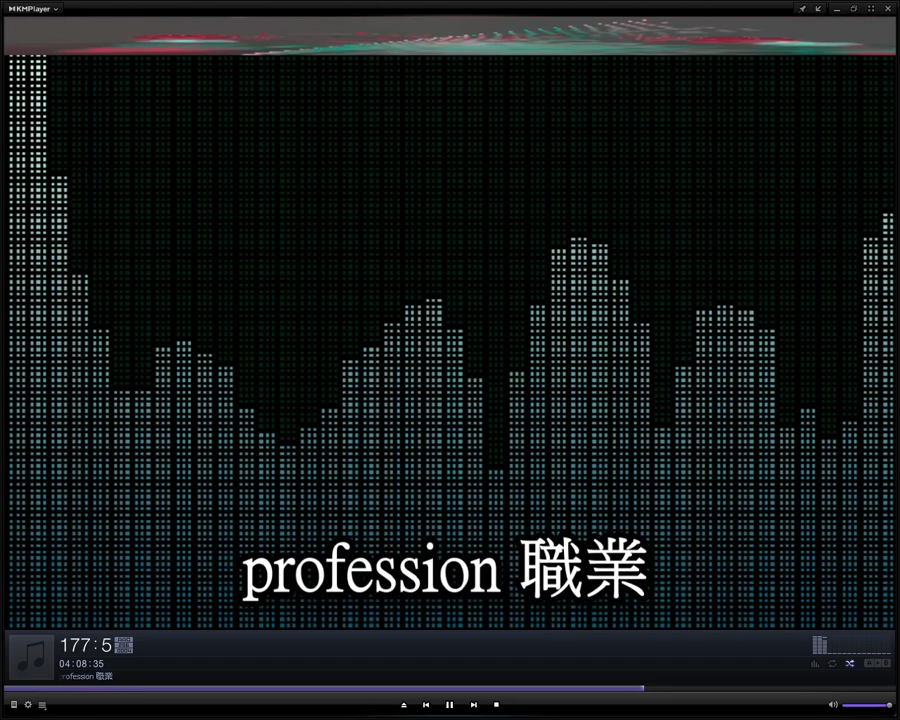 KMPlayer
profession 職業
177:5
04:08:35
rofession 職業
A B